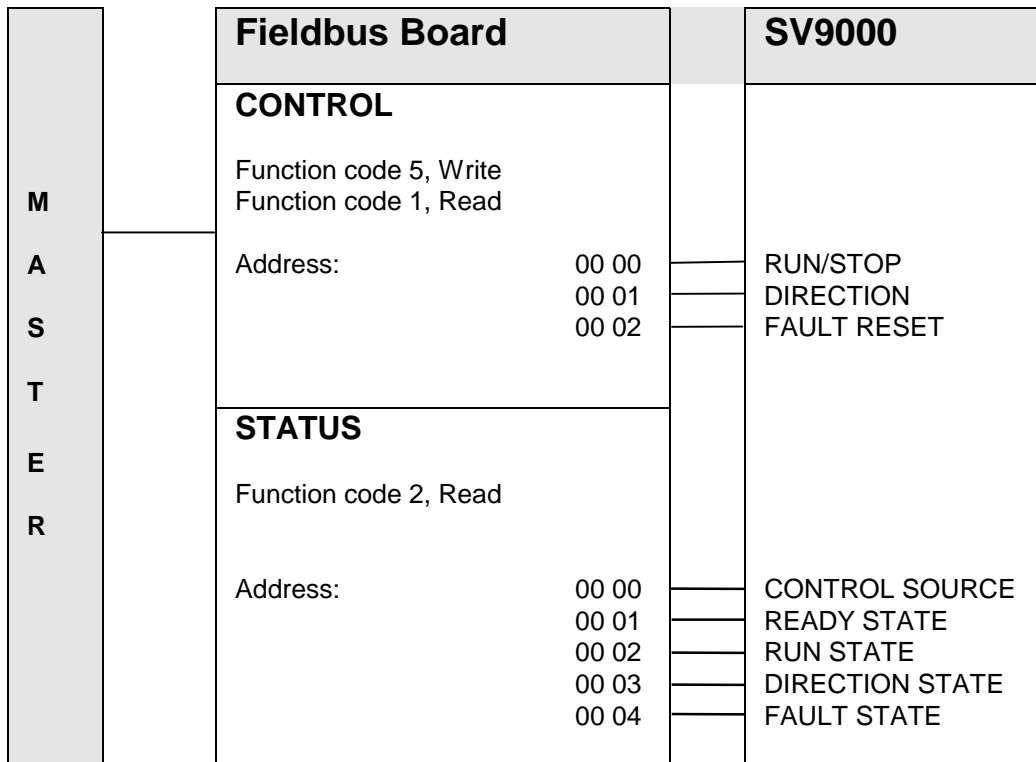 MASTER
Fieldbus Board
SV9000
CONTROL
Function code 5, Write
Function code 1, Read
Address: 00 00 RUN/STOP
00 01 DIRECTION
00 02 FAULT RESET
STATUS
Function code 2, Read
Address: 00 00 CONTROL SOURCE
00 01 READY STATE
00 02 RUN STATE
00 03 DIRECTION STATE
00 04 FAULT STATE